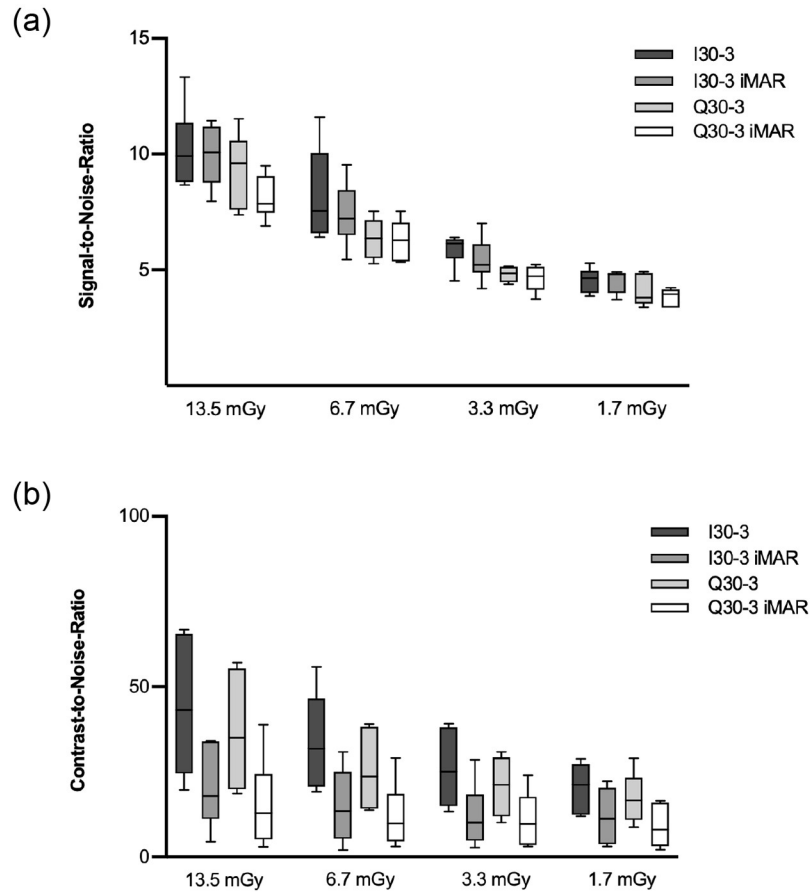 (a)
15
10
5
Signal-to-Noise-Ratio
I30-3
I30-3 iMAR
Q30-3
Q30-3 iMAR
13.5 mGy
6.7 mGy
3.3 mGy
1.7 mGy
(b)
100
50
0
Contrast-to-Noise-Ratio
I30-3
I30-3 iMAR
Q30-3
Q30-3 iMAR
13.5 mGy
6.7 mGy
3.3 mGy
1.7 mGy